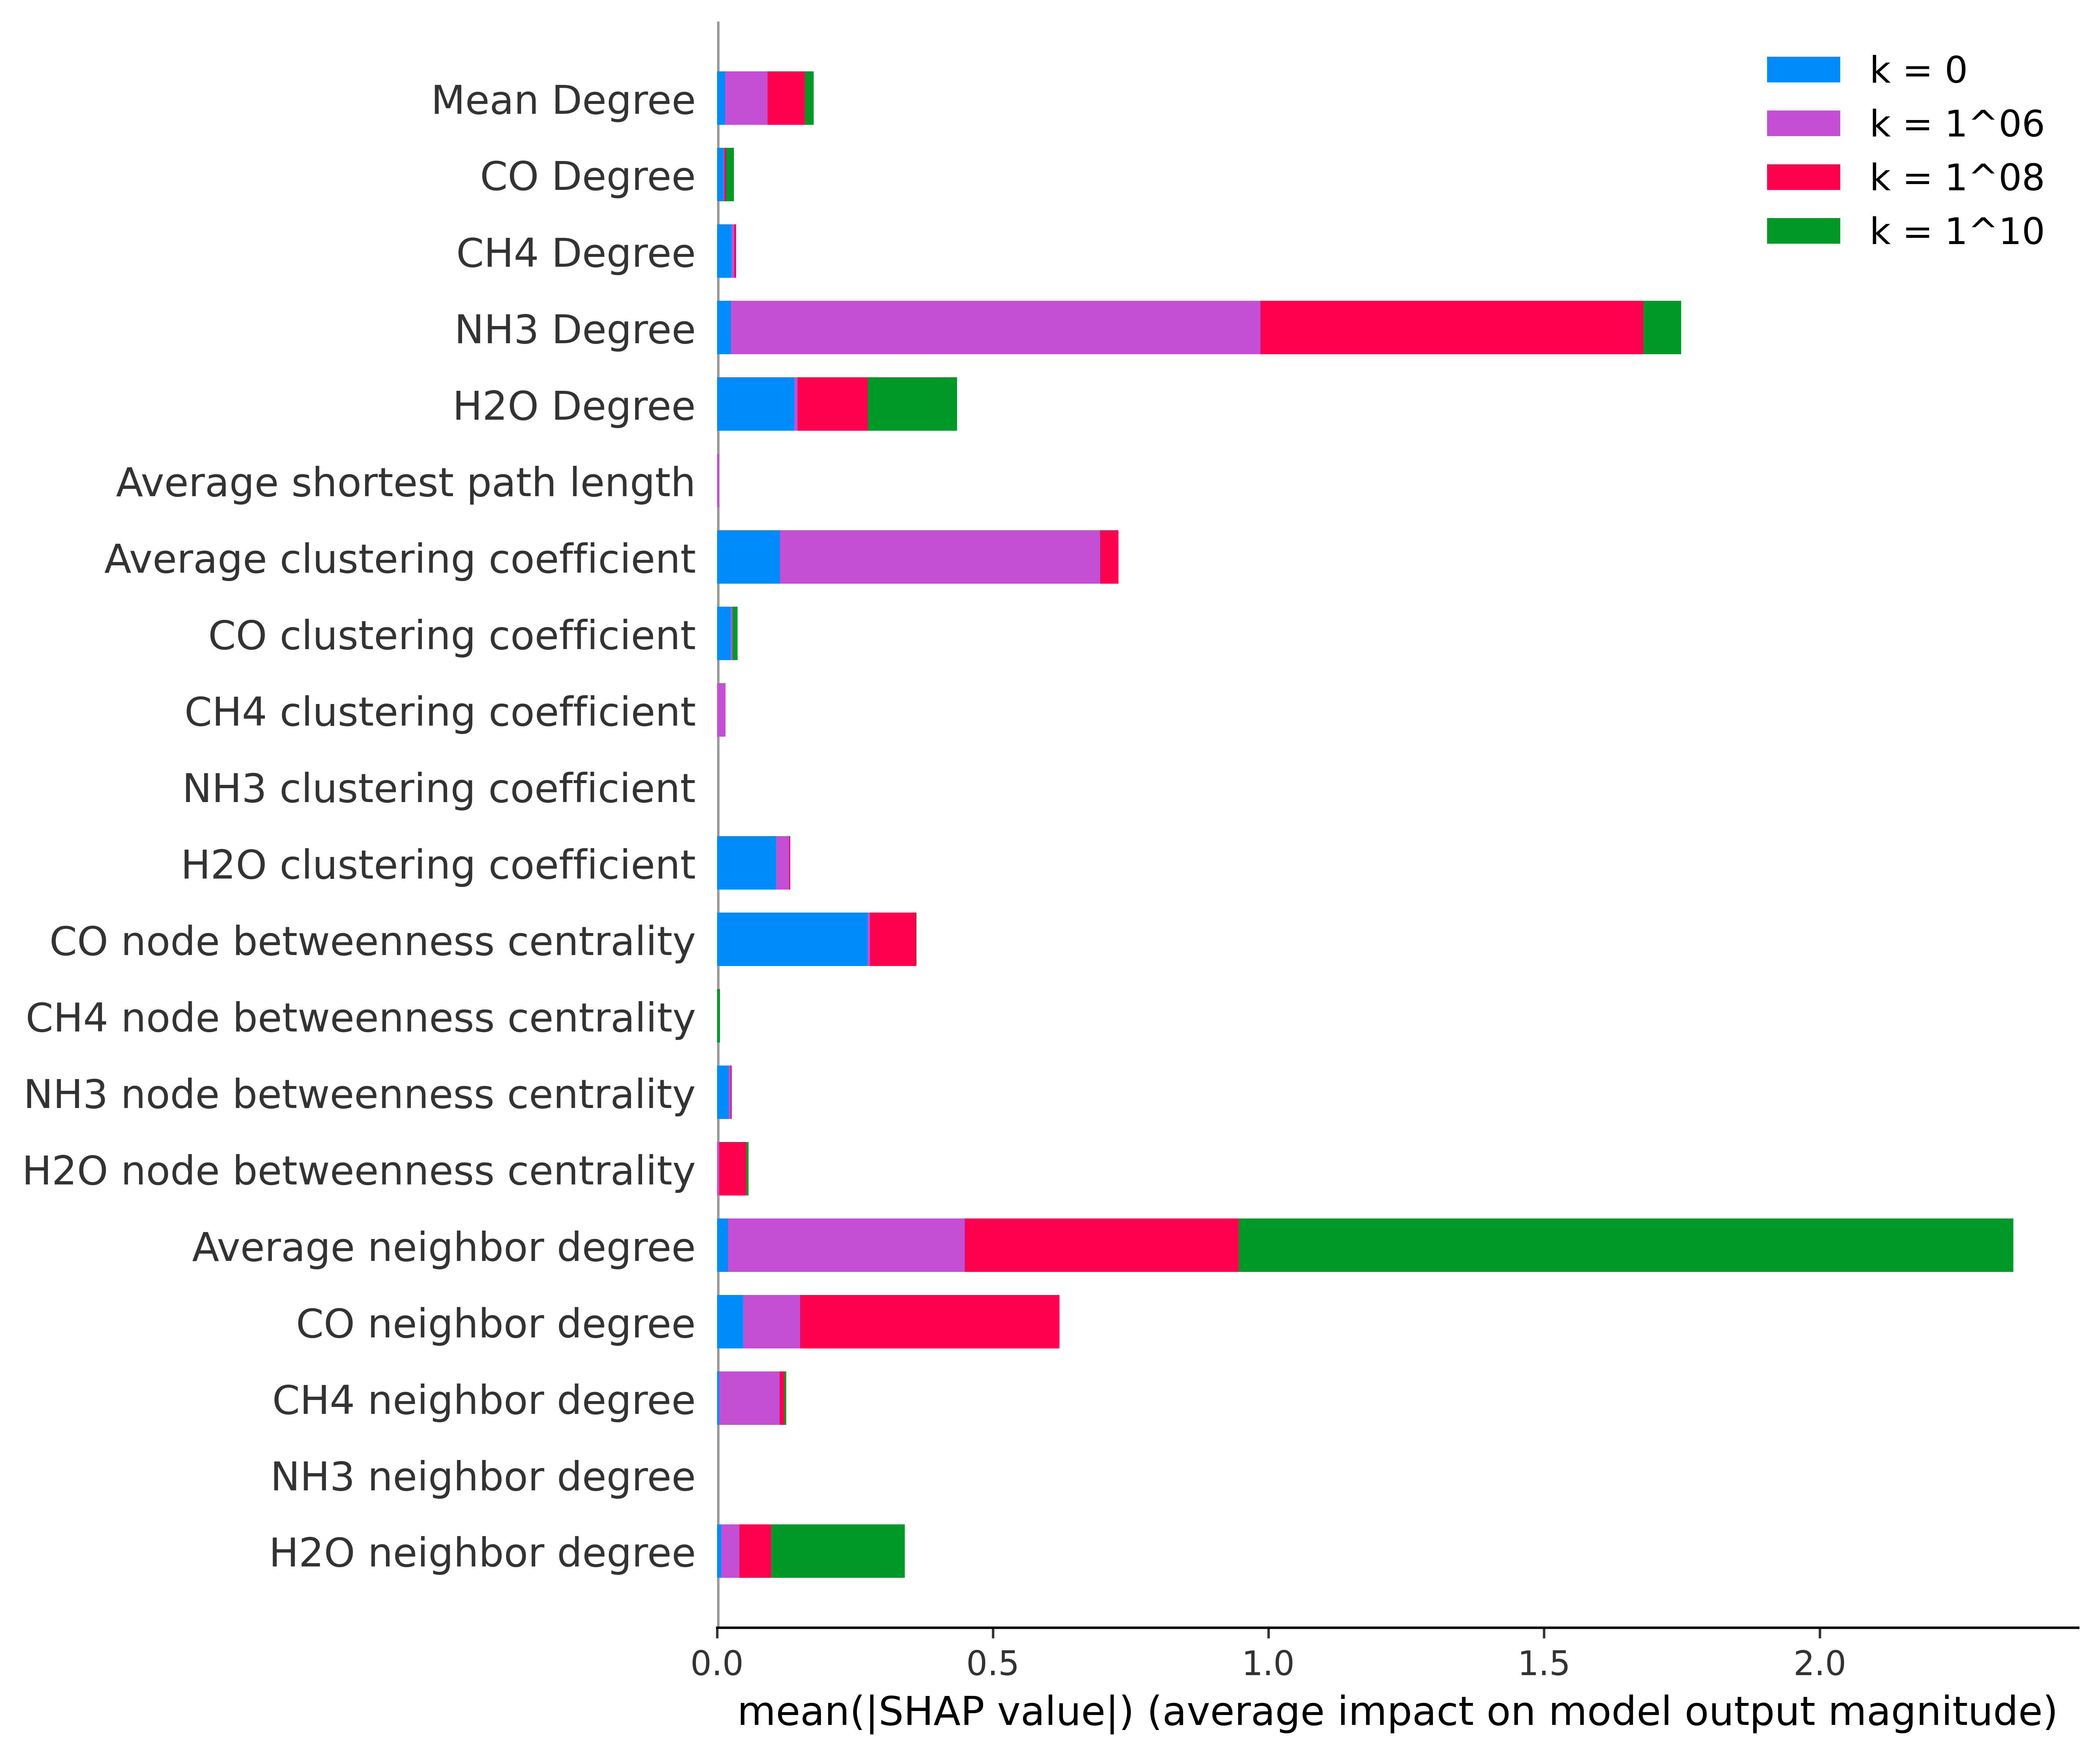 k = 0
k = 1^06
k = 1^08
k = 1^10
Mean Degree
CO Degree
CH4 Degree
NH3 Degree
H2O Degree
Average shortest path length
Average clustering coefficient
CO clustering coefficient
CH4 clustering coefficient
NH3 clustering coefficient
H2O clustering coefficient
CO node betweenness centrality
CH4 node betweenness centrality
NH3 node betweenness centrality
H2O node betweenness centrality
Average neighbor degree
CO neighbor degree
CH4 neighbor degree
NH3 neighbor degree
H2O neighbor degree
0.0 0.5 1.0 1.5 2.0
mean(|SHAP value|) (average impact on model output magnitude)